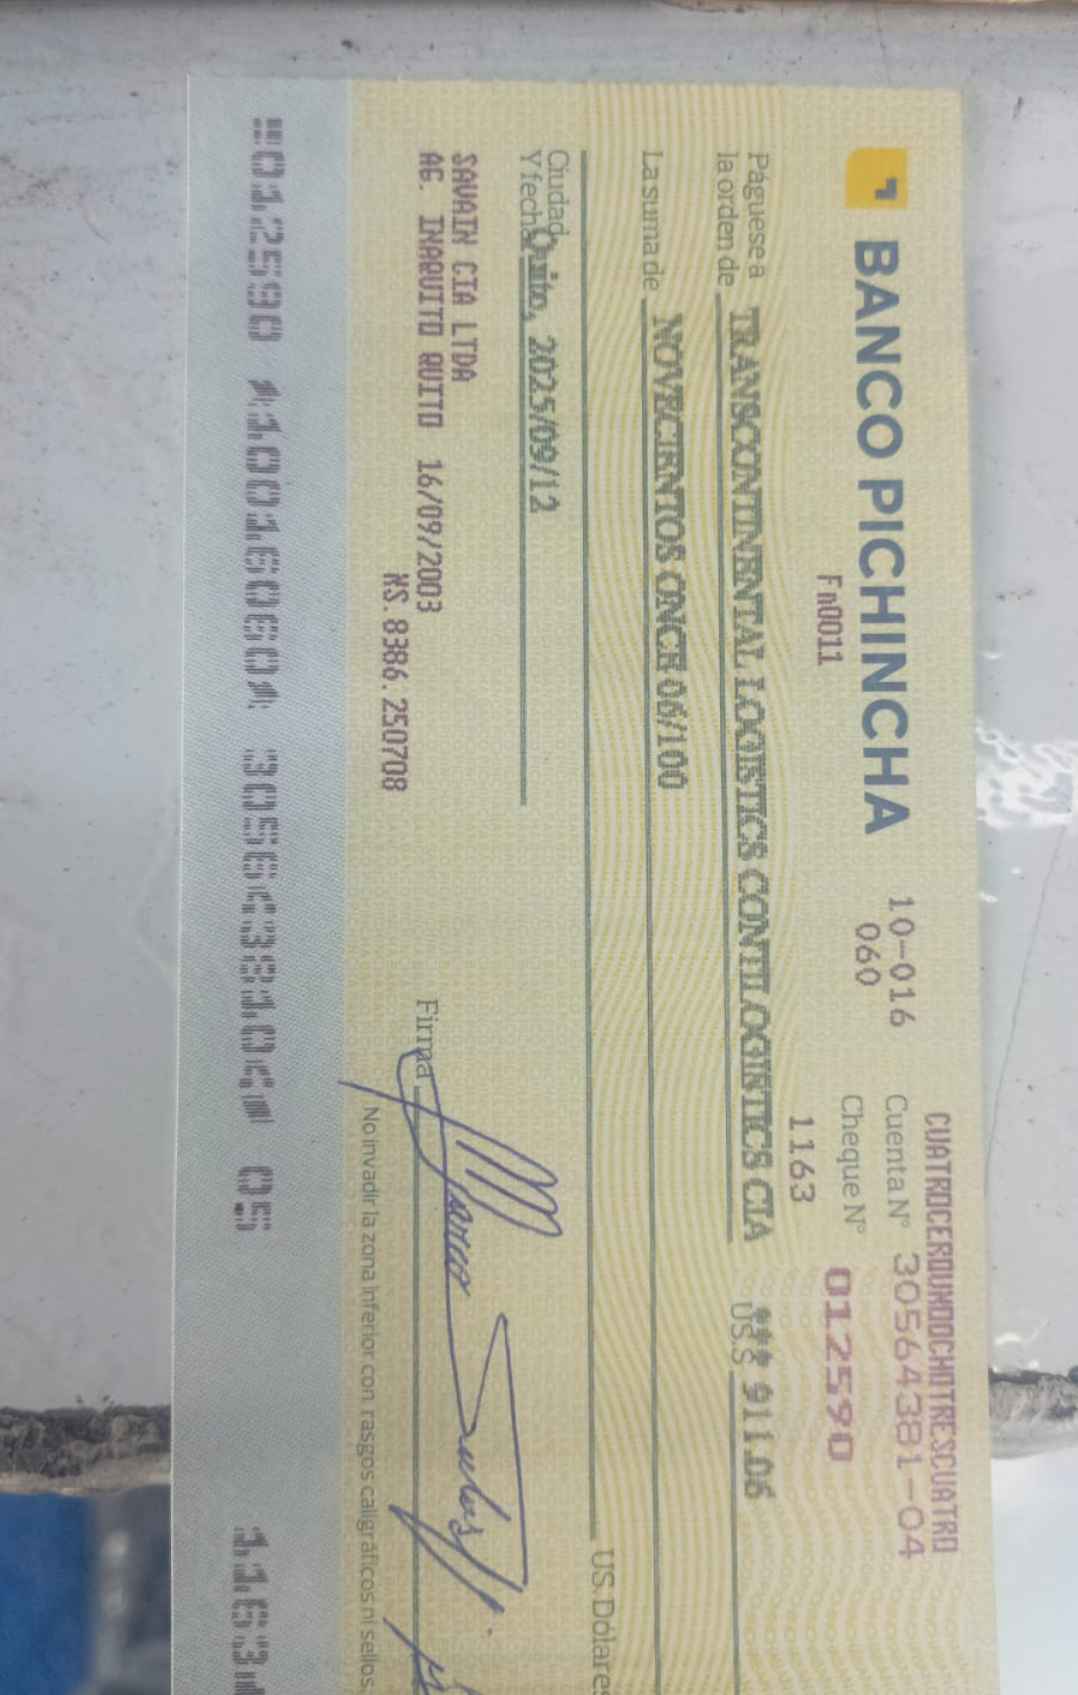 BANCO PICHINCHA
10-016
060
CUATROCEROUNOOCHOTRESCUATRO
Cuenta N° 30564381-04
Cheque N° 012590
Fn0011
1163
Páguese a
la orden de TRANSCONTINENTAL LOGISTICS CONTILOGISTICS CIA
US.$ *** 911.06
La suma de NOVECIENTOS ONCE 06/100
US. Dólares
Ciudad
Y fecha Quito, 2025/09/12
SAVAIN CIA LTDA
AG. INAQUITO QUITO 16/09/2003
NS.8386.250708
Firma
No invadir la zona inferior con rasgos caligráficos ni sellos.